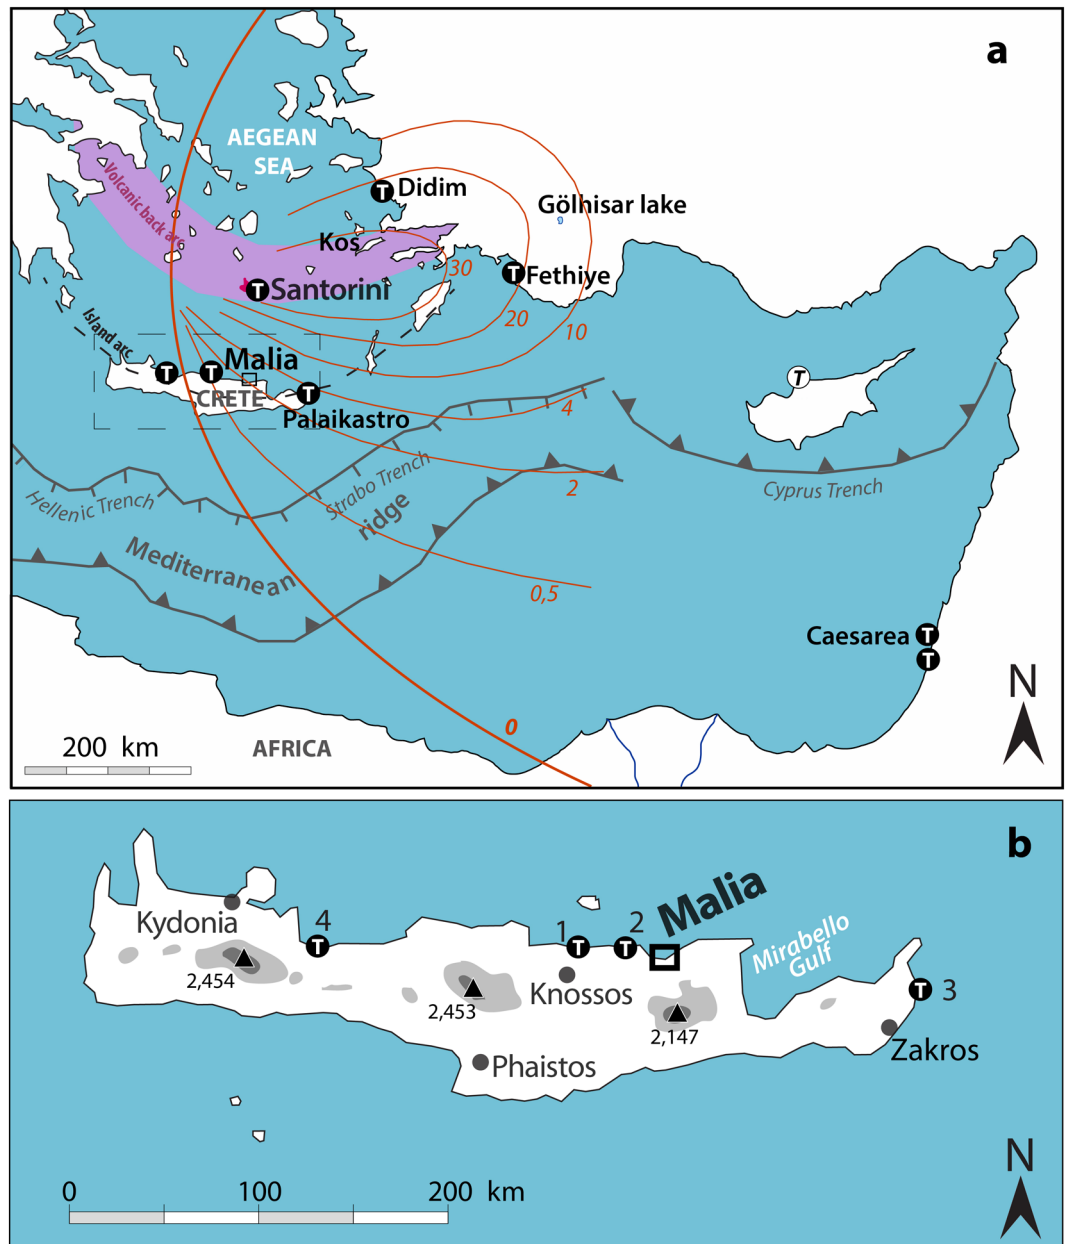 a
AEGEAN
SEA
Volcanic back arc
T Didim
Gölhisar lake
Kos
30
T Fethiye
T Santorini
20
10
Island arc
T
T
Malia
T
CRETE
T
Palaikastro
4
Hellenic Trench
Strabo Trench
2
Cyprus Trench
ridge
Mediterranean
0,5
Caesarea T
T
N
0
200 km
AFRICA
b
Malia
Kydonia
4
T
1
T
2
T
Mirabello
Gulf
2,454
Knossos
T 3
2,453
2,147
Zakros
Phaistos
N
0 100 200 km